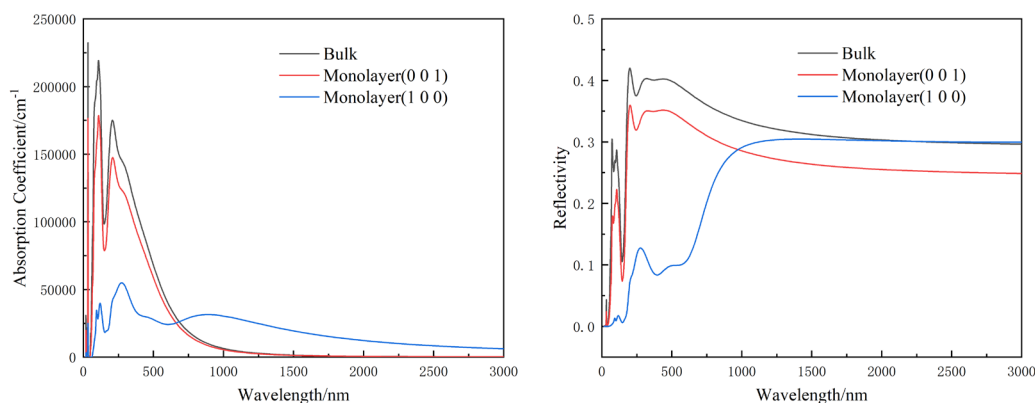 250000
200000
150000
100000
50000
0
Absorption Coefficient/cm⁻¹
Bulk
Monolayer(0 0 1)
Monolayer(1 0 0)
0 500 1000 1500 2000 2500 3000
Wavelength/nm
0.5
0.4
0.3
0.2
0.1
0.0
Reflectivity
Bulk
Monolayer(0 0 1)
Monolayer(1 0 0)
0 500 1000 1500 2000 2500 3000
Wavelength/nm